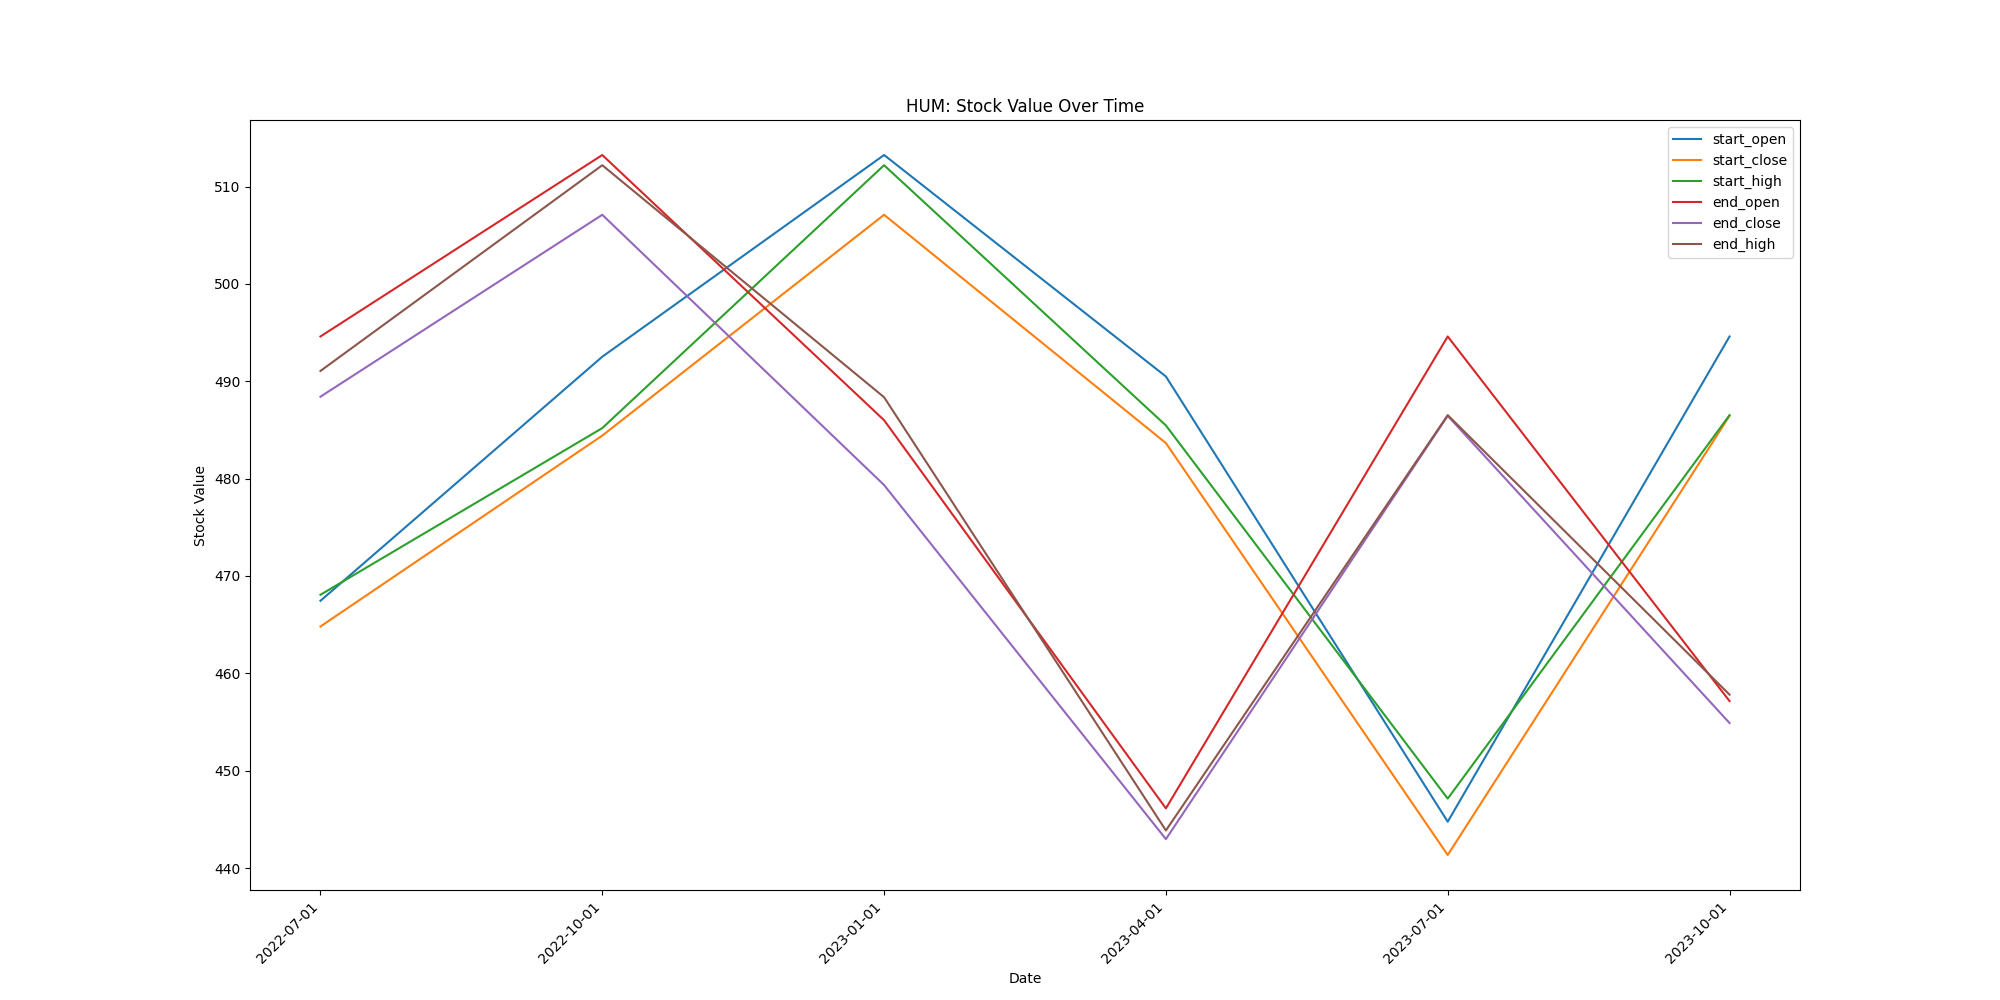 HUM: Stock Value Over Time
start_open
start_close
start_high
end_open
end_close
end_high
Stock Value
510
500
490
480
470
460
450
440
2022-07-01
2022-10-01
2023-01-01
2023-04-01
2023-07-01
2023-10-01
Date